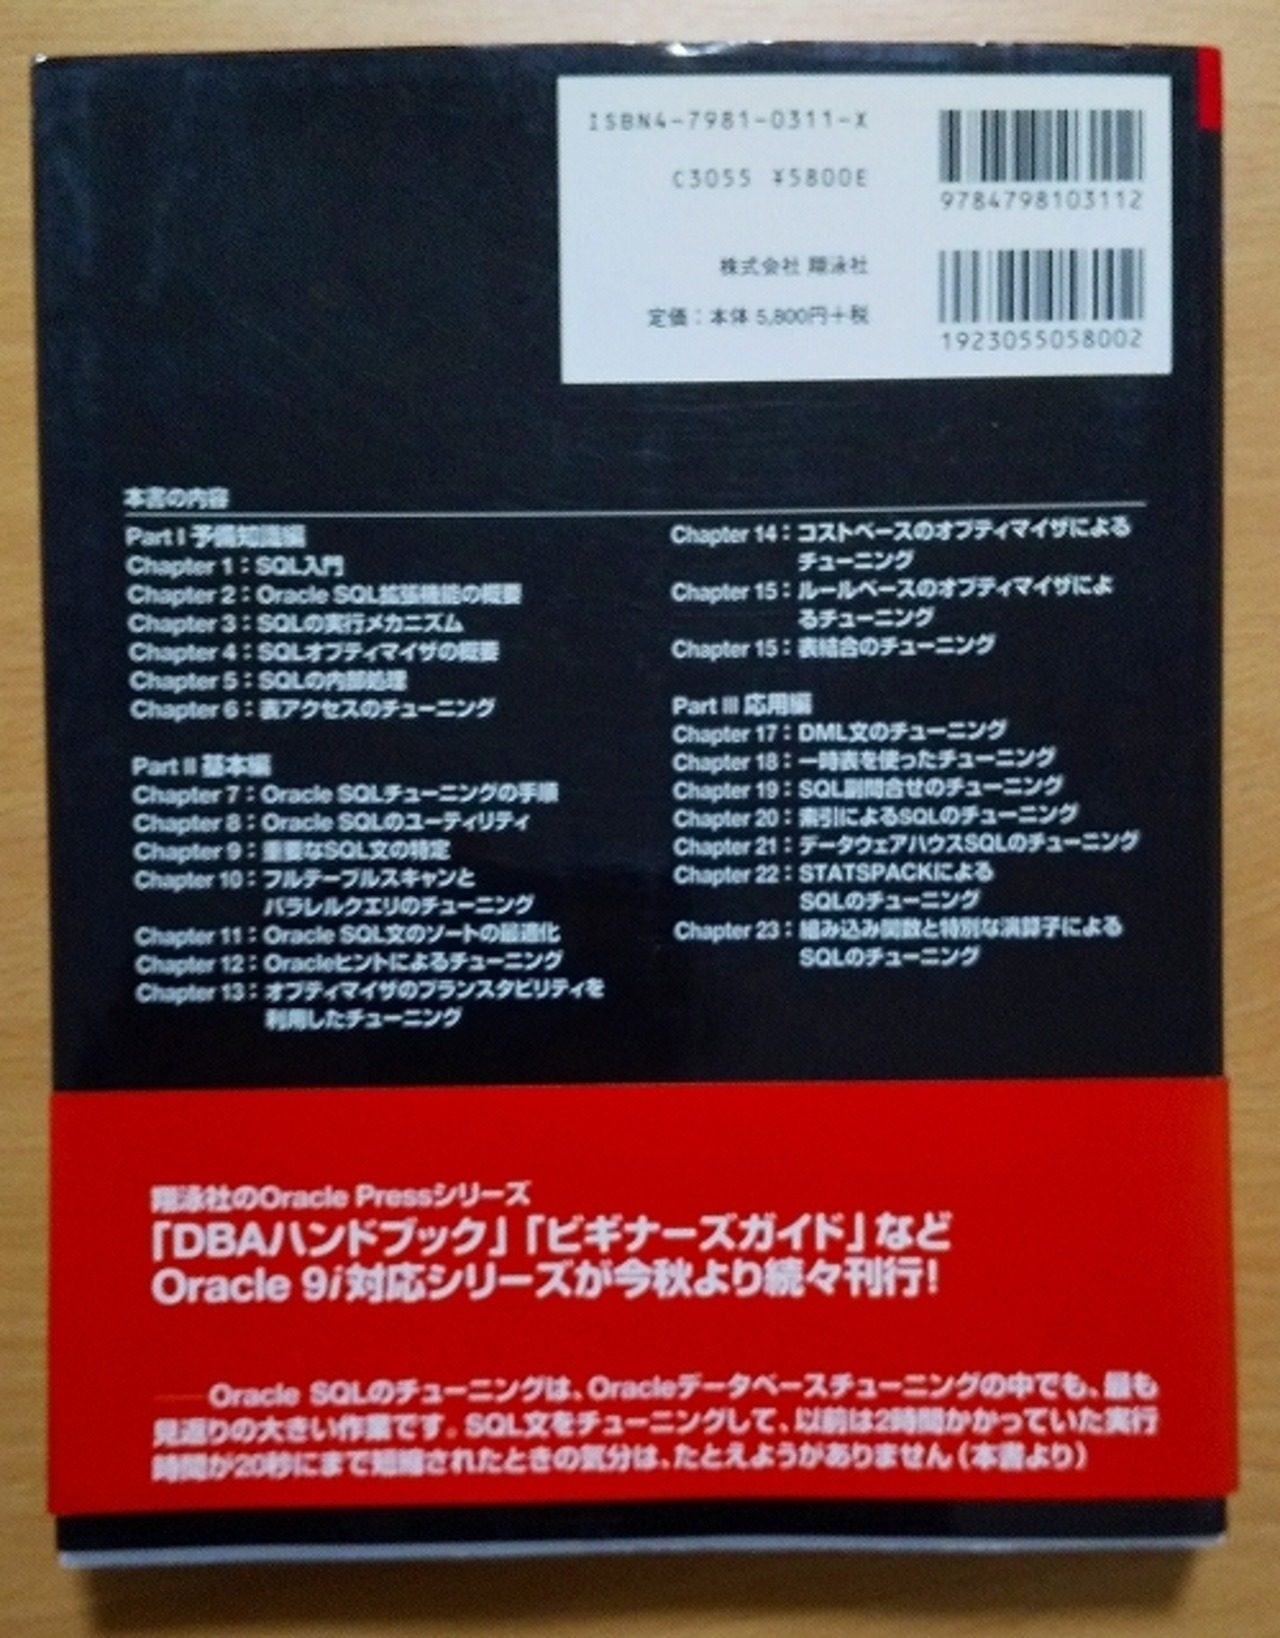 ISBN4-7981-0311-X
C3055 ¥5800E
9784798103112
株式会社 翔泳社
定価：本体 5,800円＋税
1923055058002
本書の内容
Part I 予備知識編
Chapter 1：SQL入門
Chapter 2：Oracle SQL拡張機能の概要
Chapter 3：SQLの実行メカニズム
Chapter 4：SQLオプティマイザの概要
Chapter 5：SQLの内部処理
Chapter 6：表アクセスのチューニング
Part II 基本編
Chapter 7：Oracle SQLチューニングの手順
Chapter 8：Oracle SQLのユーティリティ
Chapter 9：重要なSQL文の特定
Chapter 10：フルテーブルスキャンと
パラレルクエリのチューニング
Chapter 11：Oracle SQL文のソートの最適化
Chapter 12：Oracleヒントによるチューニング
Chapter 13：オプティマイザのプランスタビリティを
利用したチューニング
Chapter 14：コストベースのオプティマイザによる
チューニング
Chapter 15：ルールベースのオプティマイザによ
るチューニング
Chapter 15：表結合のチューニング
Part III 応用編
Chapter 17：DML文のチューニング
Chapter 18：一時表を使ったチューニング
Chapter 19：SQL副問合せのチューニング
Chapter 20：索引によるSQLのチューニング
Chapter 21：データウェアハウスSQLのチューニング
Chapter 22：STATSPACKによる
SQLのチューニング
Chapter 23：組み込み関数と特別な演算子による
SQLのチューニング
翔泳社のOracle Pressシリーズ
「DBAハンドブック」「ビギナーズガイド」など
Oracle 9i対応シリーズが今秋より続々刊行！
——Oracle SQLのチューニングは、Oracleデータベースチューニングの中でも、最も
見返りの大きい作業です。SQL文をチューニングして、以前は2時間かかっていた実行
時間が20秒にまで短縮されたときの気分は、たとえようがありません（本書より）